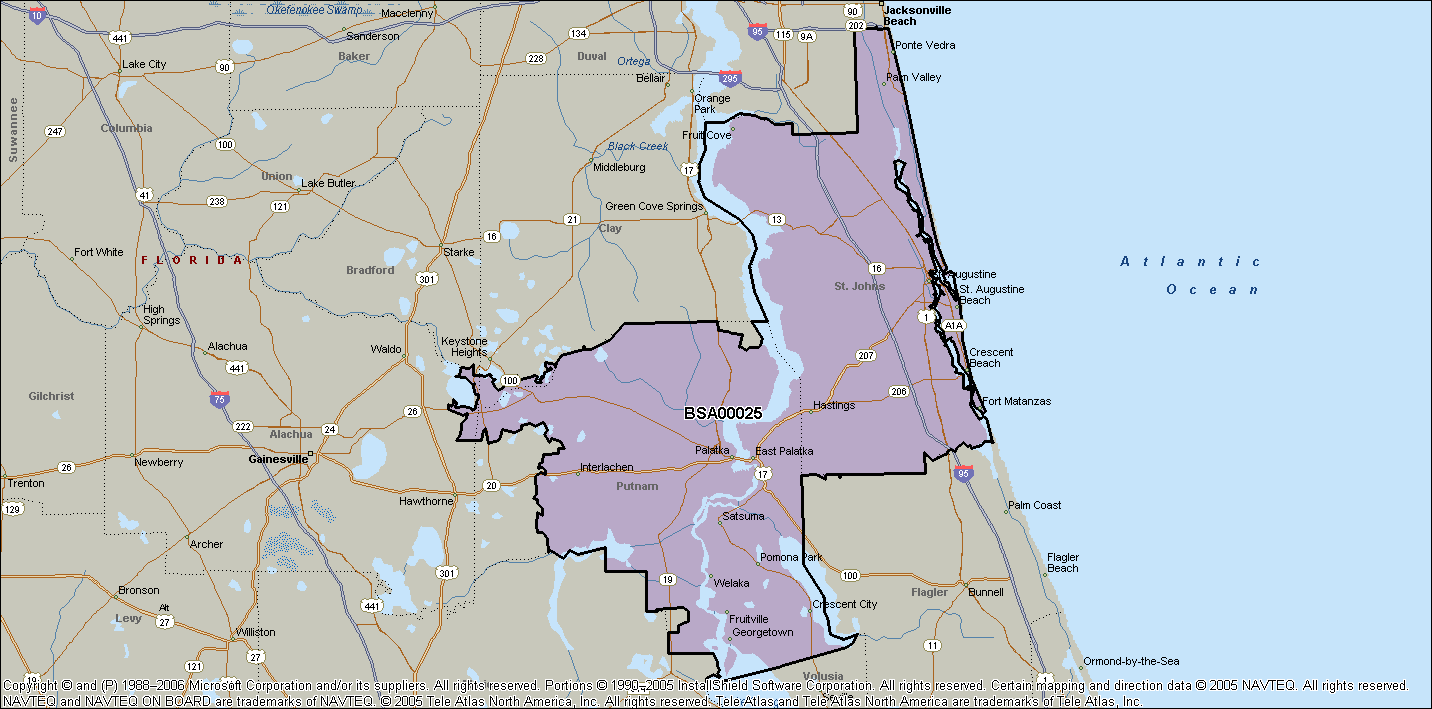 10
Okefenokee Swamp
Macclenny
90
Jacksonville
Beach
441
Sanderson
134
95
115
9A
202
Ponte Vedra
Baker
228
Duval
Ortega
Lake City
90
Bellair
295
Palm Valley
Suwannee
Orange
Park
Columbia
247
Fruit Cove
100
Black Creek
Middleburg
17
Union
Lake Butler
41
238
121
Green Cove Springs
21
13
Clay
16
Fort White
FLORIDA
Starke
Atlantic
Ocean
Bradford
301
16
St. Johns
St. Augustine
St. Augustine
Beach
High
Springs
1
A1A
Alachua
Waldo
Keystone
Heights
207
Crescent
Beach
441
100
206
Gilchrist
75
26
BSA00025
Hastings
Fort Matanzas
222
Alachua
24
Gainesville
Palatka
East Palatka
Newberry
26
Interlachen
17
95
Trenton
20
Putnam
Hawthorne
129
Satsuma
Palm Coast
Archer
Pomona Park
Flagler
Beach
301
19
100
Welaka
Bronson
Flagler
Bunnell
441
Crescent City
Levy
Alt
27
Fruitville
Georgetown
Williston
11
27
121
Ormond-by-the-Sea
19
Volusia
1
Copyright © and (P) 1988–2006 Microsoft Corporation and/or its suppliers. All rights reserved. Portions © 1990–2005 InstallShield Software Corporation. All rights reserved. Certain mapping and direction data © 2005 NAVTEQ. All rights reserved.
NAVTEQ and NAVTEQ ON BOARD are trademarks of NAVTEQ. © 2005 Tele Atlas North America, Inc. All rights reserved. Tele Atlas and Tele Atlas North America are trademarks of Tele Atlas, Inc.